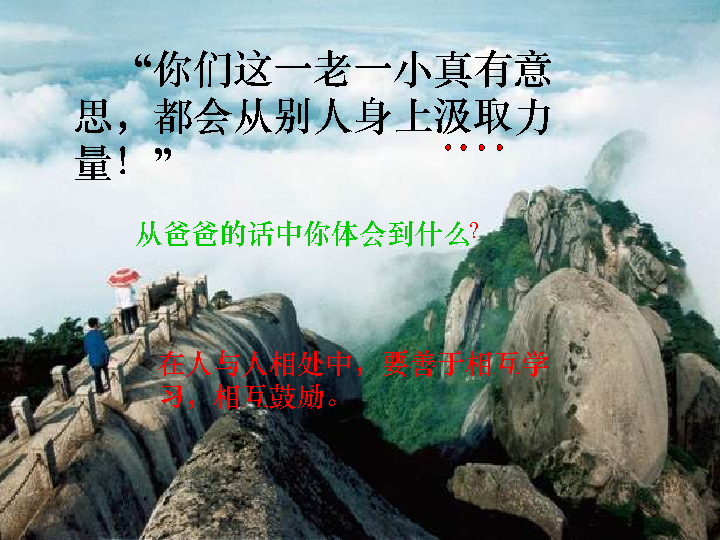 “你们这一老一小真有意
思，都会从别人身上汲取力
量！”
从爸爸的话中你体会到什么？
在人与人相处中，要善于相互学
习，相互鼓励。